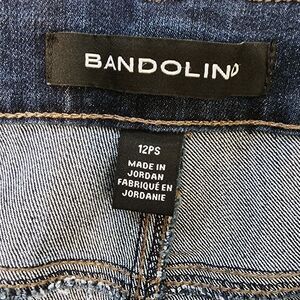 BANDOLINO
12PS
MADE IN
JORDAN
FABRIQUÉ EN
JORDANIE